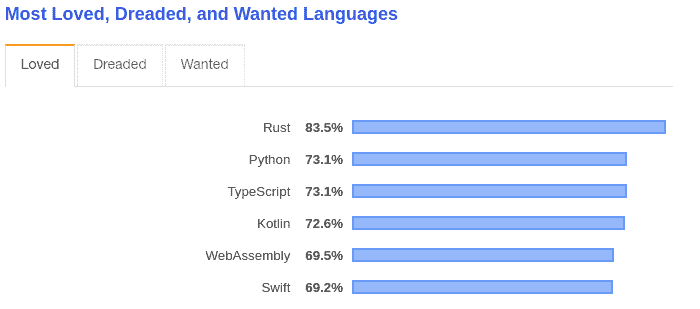 Most Loved, Dreaded, and Wanted Languages
Loved Dreaded Wanted
Rust 83.5%
Python 73.1%
TypeScript 73.1%
Kotlin 72.6%
WebAssembly 69.5%
Swift 69.2%